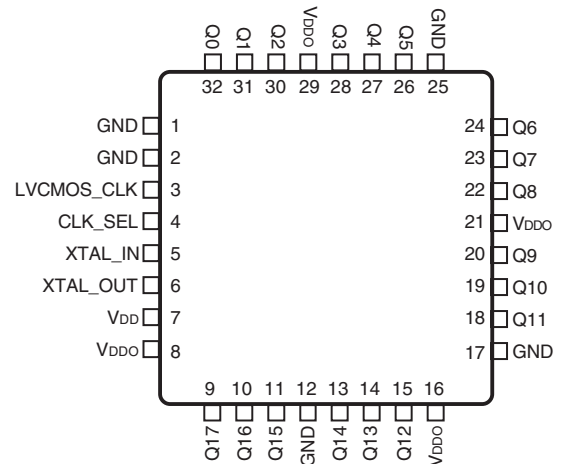 Q0 Q1 Q2 VDDO Q3 Q4 Q5 GND
32 31 30 29 28 27 26 25
GND 1 24 Q6
GND 2 23 Q7
LVCMOS_CLK 3 22 Q8
CLK_SEL 4 21 VDDO
XTAL_IN 5 20 Q9
XTAL_OUT 6 19 Q10
VDD 7 18 Q11
VDDO 8 17 GND
9 10 11 12 13 14 15 16
Q17 Q16 Q15 GND Q14 Q13 Q12 VDDO